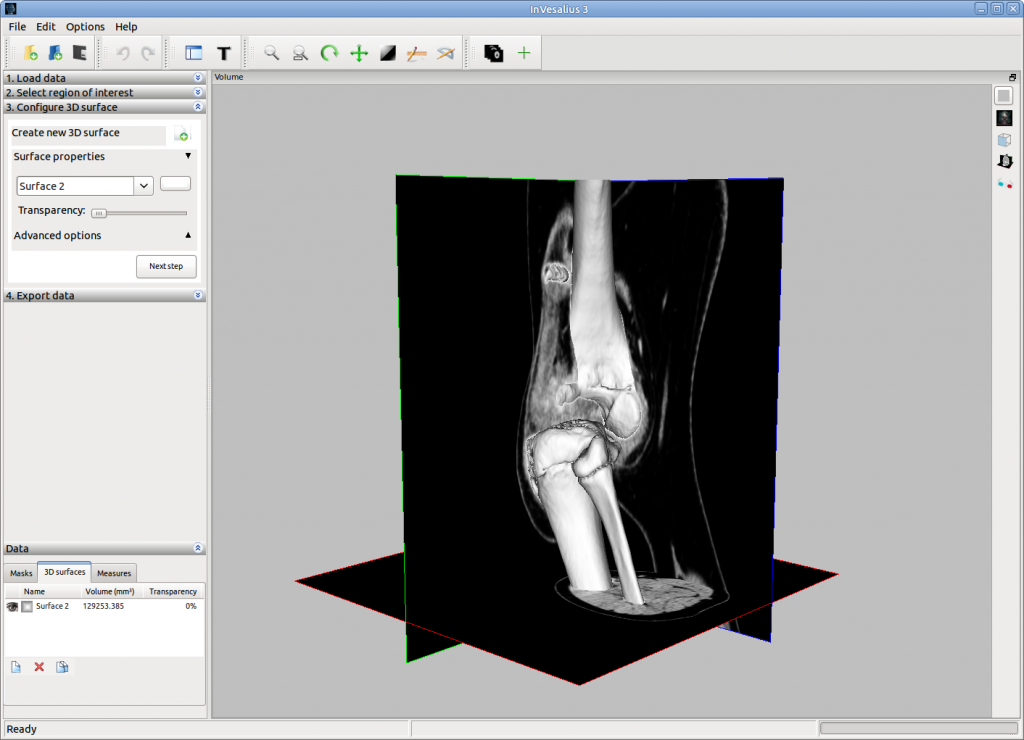 InVesalius 3
File Edit Options Help
T
1. Load data
2. Select region of interest
3. Configure 3D surface
Create new 3D surface
Surface properties
Surface 2
Transparency:
Advanced options
Next step
4. Export data
Data
Masks 3D surfaces Measures
Name Volume (mm³) Transparency
Surface 2 129253.385 0%
Volume
Ready